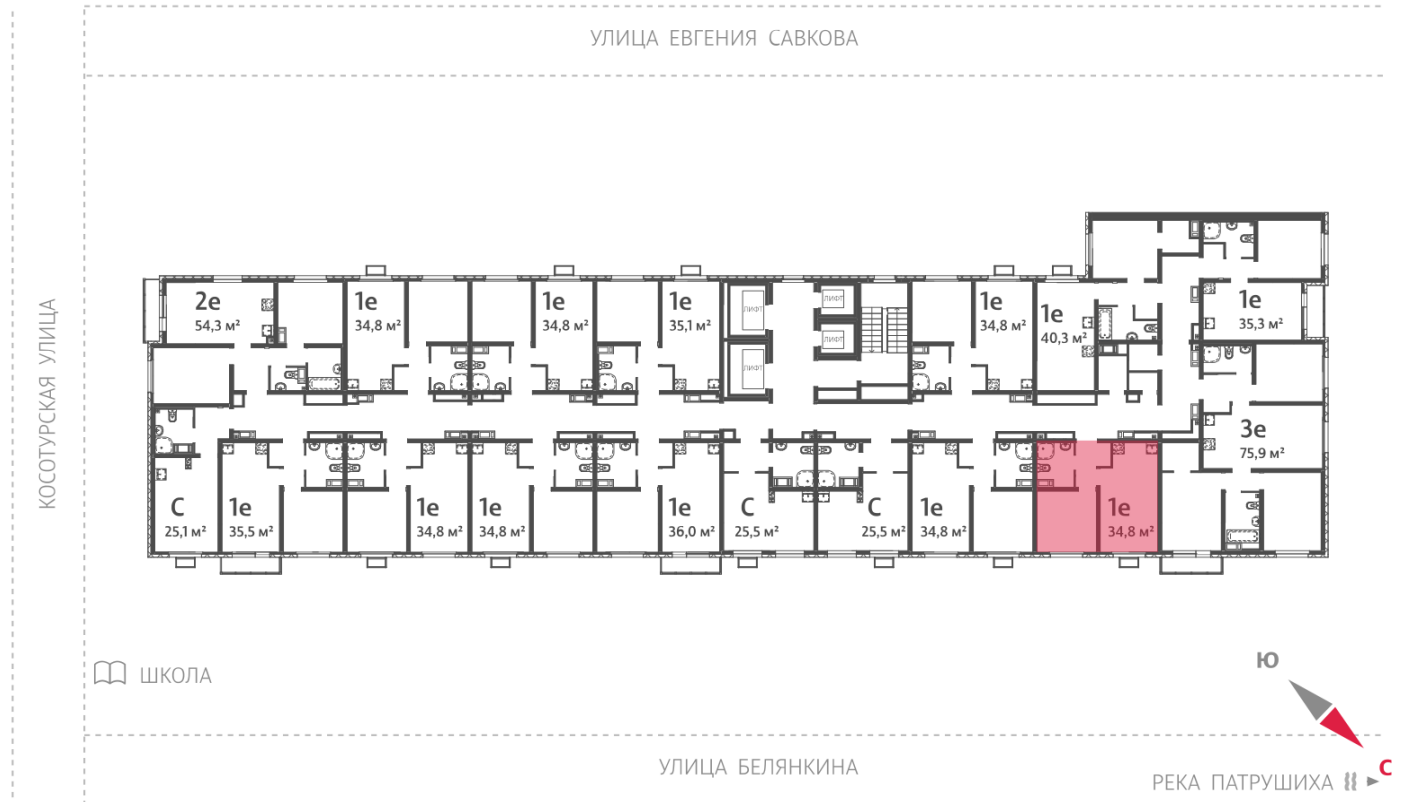 УЛИЦА ЕВГЕНИЯ САВКОВА
КОСОТУРСКАЯ УЛИЦА
2е
54,3 м²
1е
34,8 м²
1е
34,8 м²
1е
35,1 м²
ЛИФТ
ЛИФТ
ЛИФТ
ЛИФТ
1е
34,8 м²
1е
40,3 м²
1е
35,3 м²
3е
75,9 м²
С
25,1 м²
1е
35,5 м²
1е
34,8 м²
1е
34,8 м²
1е
36,0 м²
С
25,5 м²
С
25,5 м²
1е
34,8 м²
1е
34,8 м²
ШКОЛА
Ю
С
УЛИЦА БЕЛЯНКИНА
РЕКА ПАТРУШИХА